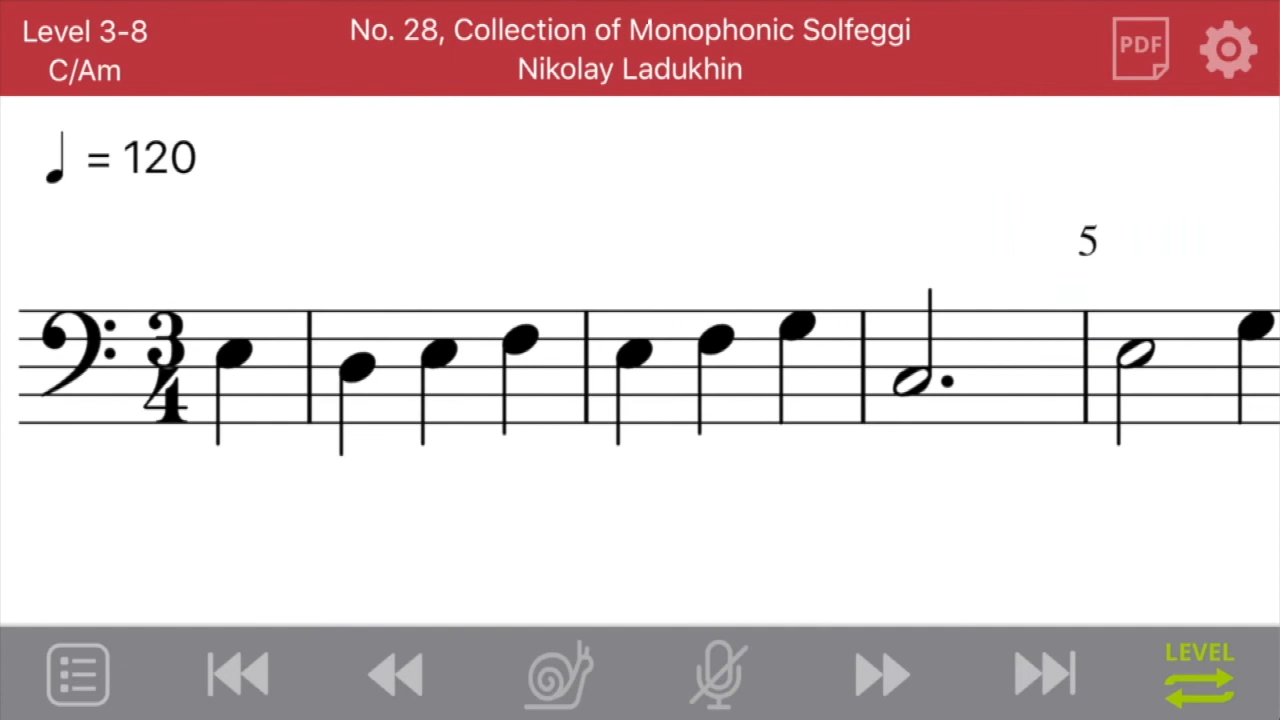 Level 3-8
C/Am
No. 28, Collection of Monophonic Solfeggi
Nikolay Ladukhin
PDF
= 120
5
3
4
LEVEL